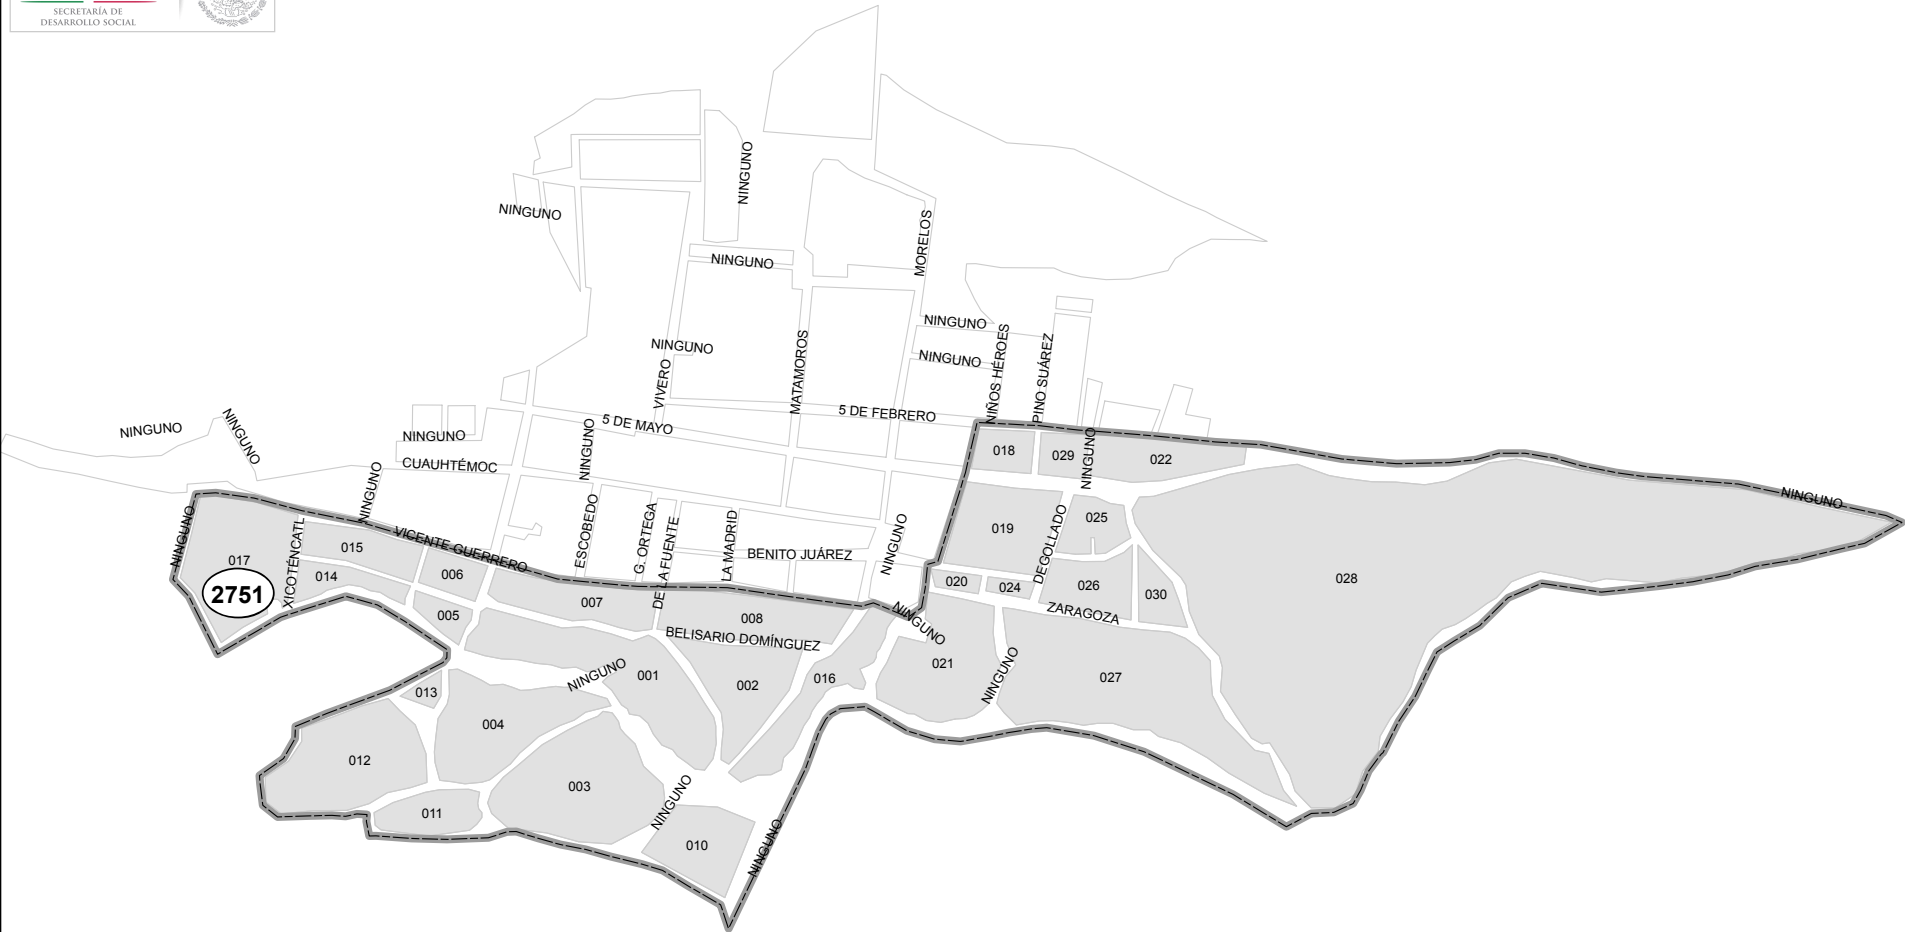 SECRETARÍA DE
DESARROLLO SOCIAL
NINGUNO
NINGUNO
MORELOS
NINGUNO
NINGUNO
NINGUNO
NINGUNO
NINGUNO
VIVERO
MATAMOROS
NIÑOS HÉROES
PINO SUÁREZ
5 DE FEBRERO
5 DE MAYO
NINGUNO
NINGUNO
NINGUNO
NINGUNO
CUAUHTÉMOC
NINGUNO
NINGUNO
018
029
NINGUNO
022
NINGUNO
NINGUNO
017
2751
XICOTÉNCATL
015
014
VICENTE GUERRERO
006
005
ESCOBEDO
G. ORTEGA
DE LA FUENTE
LA MADRID
BENITO JUÁREZ
NINGUNO
019
DEGOLLADO
025
020
024
026
030
028
ZARAGOZA
007
008
BELISARIO DOMÍNGUEZ
NINGUNO
NINGUNO
001
002
016
021
NINGUNO
027
013
004
012
003
011
NINGUNO
010
NINGUNO